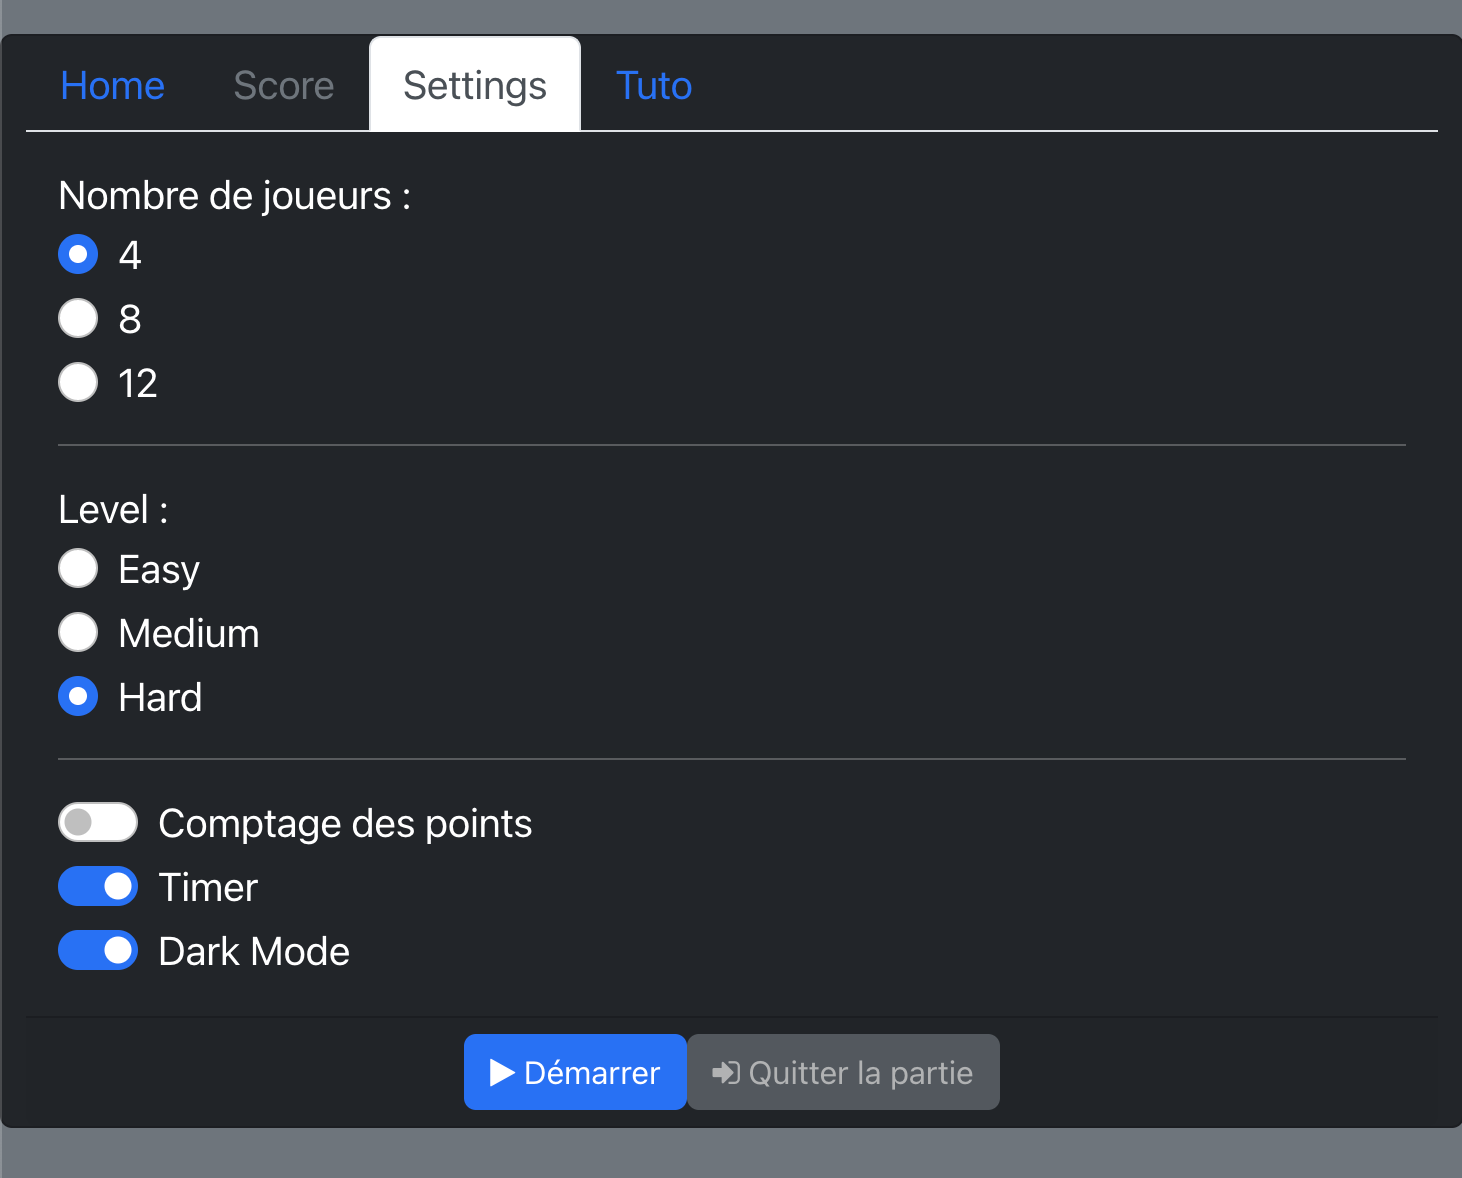 Home Score Settings Tuto
Nombre de joueurs :
4
8
12
Level :
Easy
Medium
Hard
Comptage des points
Timer
Dark Mode
Démarrer Quitter la partie